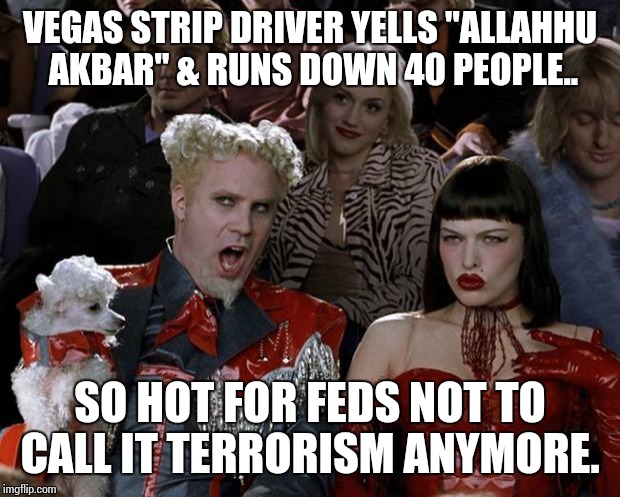 VEGAS STRIP DRIVER YELLS "ALLAHHU
AKBAR" & RUNS DOWN 40 PEOPLE..
SO HOT FOR FEDS NOT TO
CALL IT TERRORISM ANYMORE.
imgflip.com